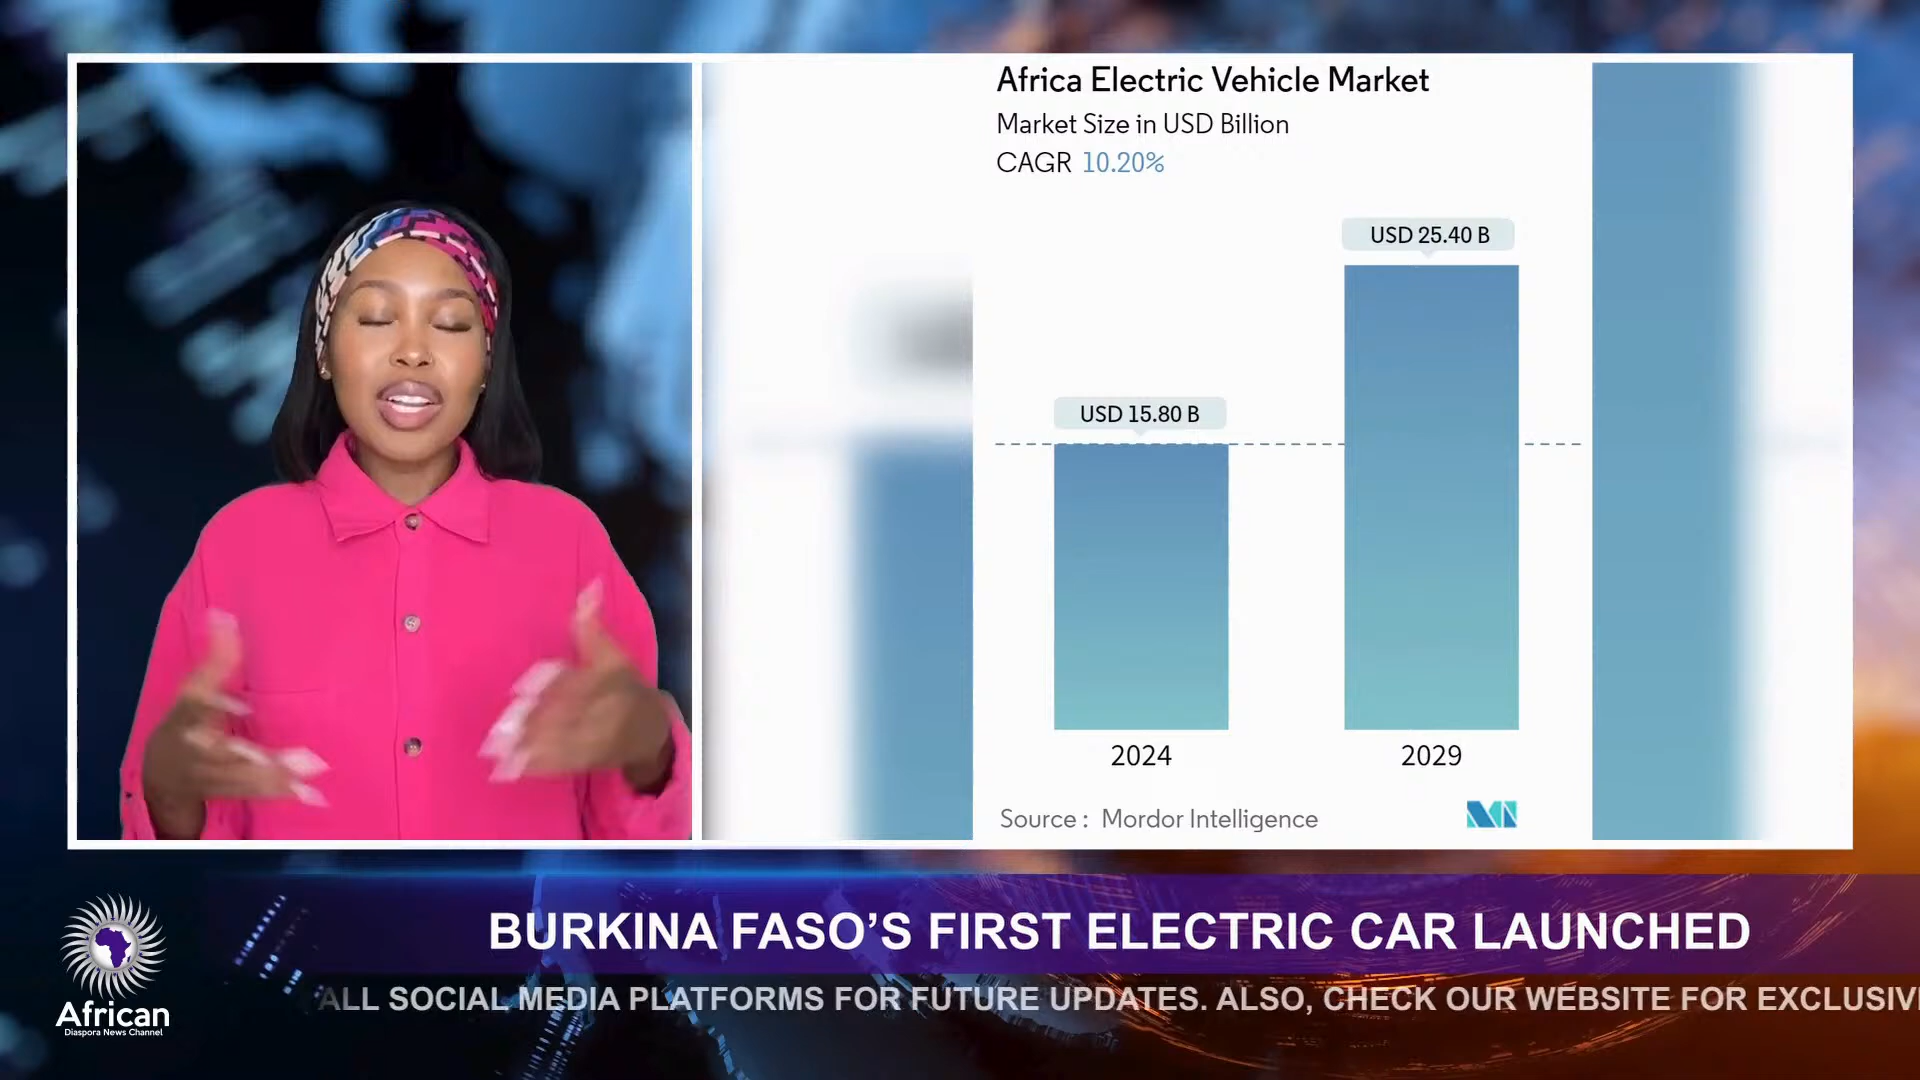 Africa Electric Vehicle Market
Market Size in USD Billion
CAGR 10.20%
USD 25.40 B
USD 15.80 B
2024
2029
Source : Mordor Intelligence
BURKINA FASO’S FIRST ELECTRIC CAR LAUNCHED
ALL SOCIAL MEDIA PLATFORMS FOR FUTURE UPDATES. ALSO, CHECK OUR WEBSITE FOR EXCLUSIV
African
Diaspora News Channel